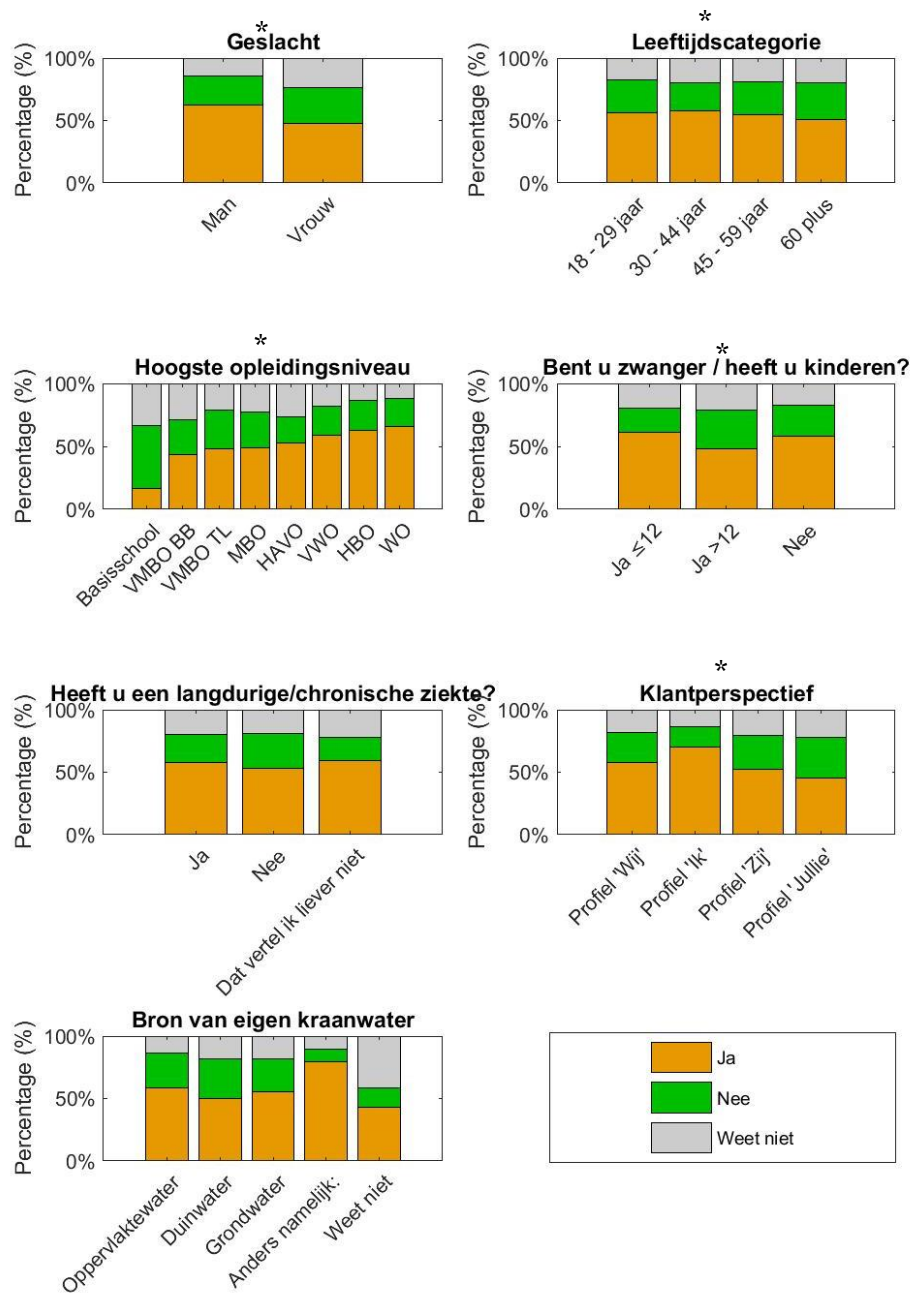 *
Geslacht
Percentage (%)
100%
50%
0%
Man
Vrouw
*
Leeftijdscategorie
Percentage (%)
100%
50%
0%
18 - 29 jaar
30 - 44 jaar
45 - 59 jaar
60 plus
*
Hoogste opleidingsniveau
Percentage (%)
100%
50%
0%
Basisschool
VMBO BB
VMBO TL
MBO
HAVO
VWO
HBO
WO
*
Bent u zwanger / heeft u kinderen?
Percentage (%)
100%
50%
0%
Ja ≤12
Ja >12
Nee
Heeft u een langdurige/chronische ziekte?
Percentage (%)
100%
50%
0%
Ja
Nee
Dat vertel ik liever niet
*
Klantperspectief
Percentage (%)
100%
50%
0%
Profiel 'Wij'
Profiel 'Ik'
Profiel 'Zij'
Profiel 'Jullie'
Bron van eigen kraanwater
Percentage (%)
100%
50%
0%
Oppervlaktewater
Duinwater
Grondwater
Anders namelijk:
Weet niet
Ja
Nee
Weet niet